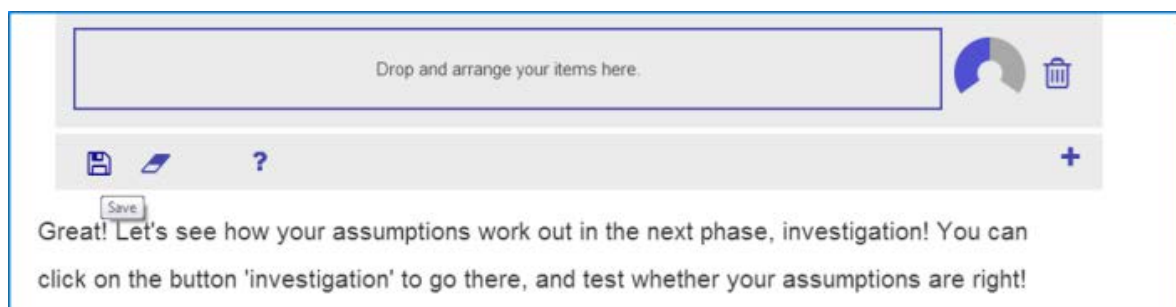 Drop and arrange your items here.
?
+
Save
Great! Let's see how your assumptions work out in the next phase, investigation! You can
click on the button 'investigation' to go there, and test whether your assumptions are right!